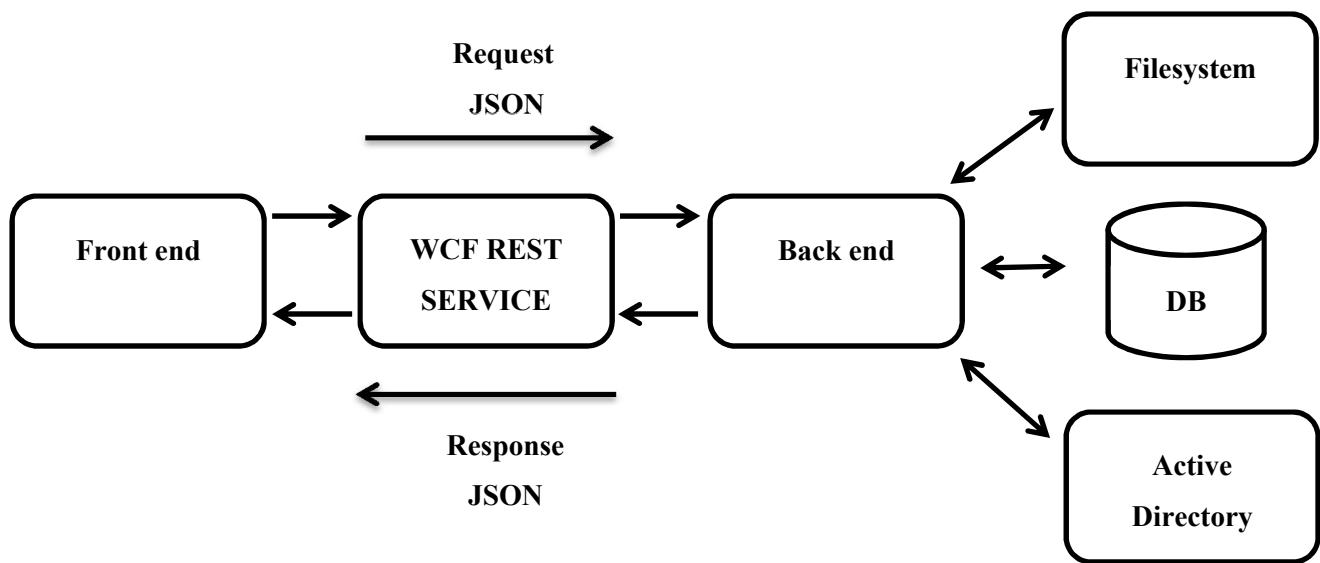 Request
JSON
Filesystem
Front end
WCF REST
SERVICE
Back end
DB
Response
JSON
Active
Directory